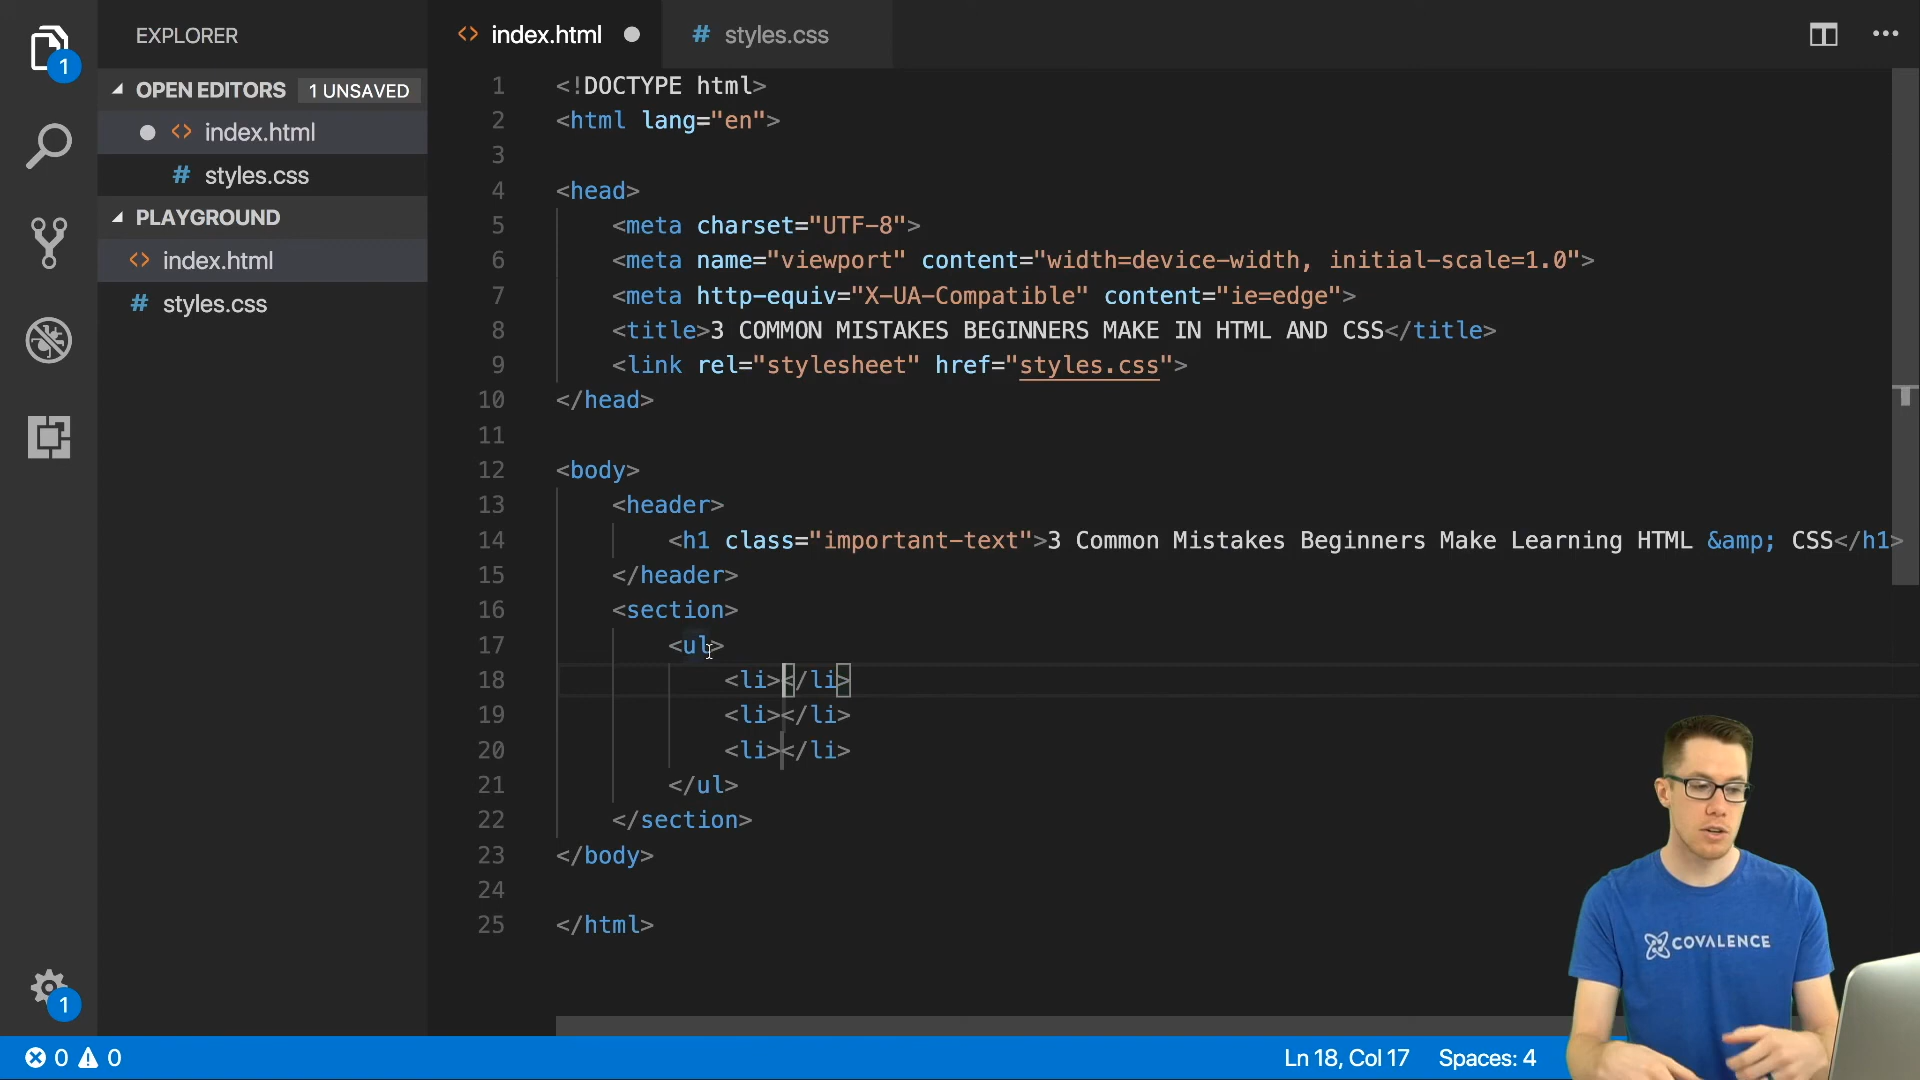 EXPLORER
OPEN EDITORS 1 UNSAVED
index.html
# styles.css
PLAYGROUND
index.html
# styles.css
1
1
<> index.html
# styles.css
1 <!DOCTYPE html>
2 <html lang="en">
3
4 <head>
5 <meta charset="UTF-8">
6 <meta name="viewport" content="width=device-width, initial-scale=1.0">
7 <meta http-equiv="X-UA-Compatible" content="ie=edge">
8 <title>3 COMMON MISTAKES BEGINNERS MAKE IN HTML AND CSS</title>
9 <link rel="stylesheet" href="styles.css">
10 </head>
11
12 <body>
13 <header>
14 <h1 class="important-text">3 Common Mistakes Beginners Make Learning HTML &amp; CSS</h1>
15 </header>
16 <section>
17 <ul>
18 <li></li>
19 <li></li>
20 <li></li>
21 </ul>
22 </section>
23 </body>
24
25 </html>
COVALENCE
0 0
Ln 18, Col 17 Spaces: 4